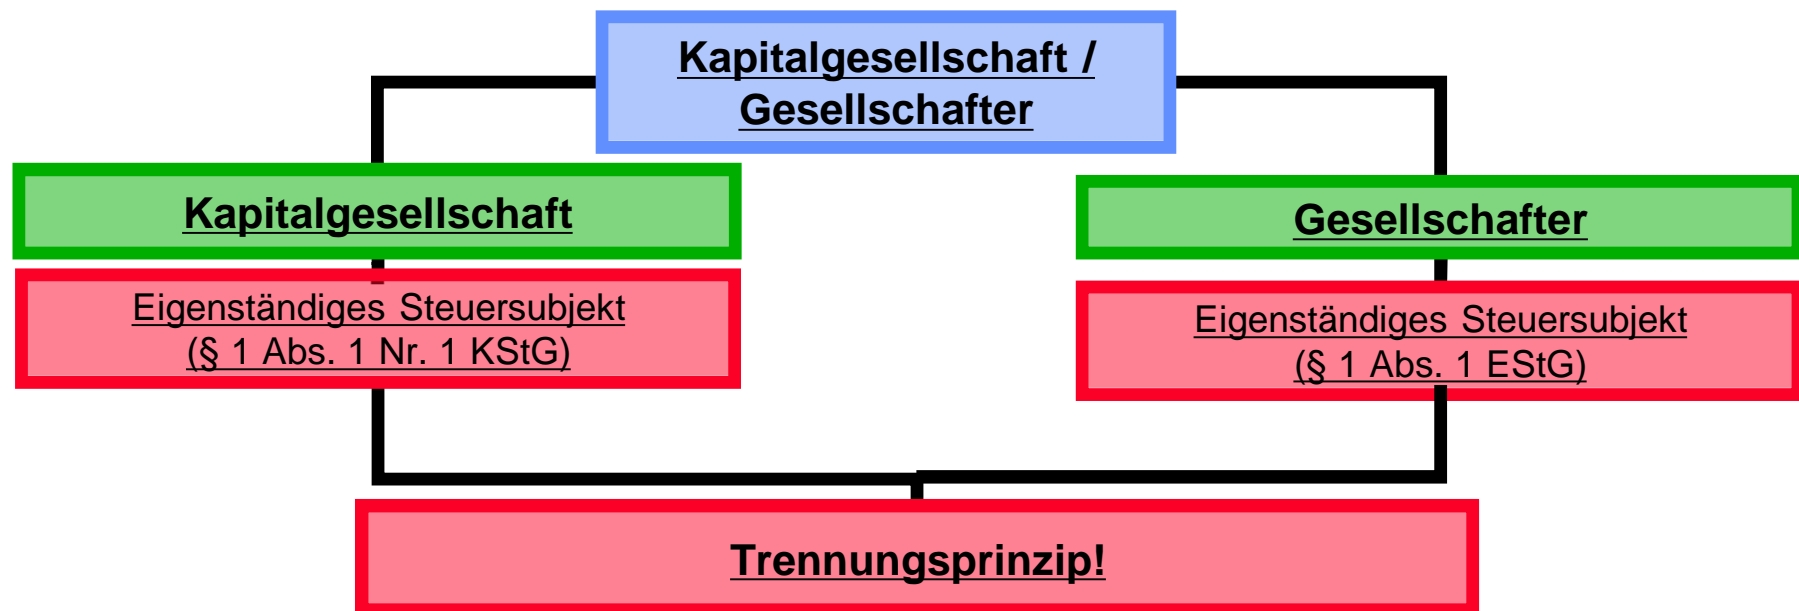 Kapitalgesellschaft /
Gesellschafter
Kapitalgesellschaft
Gesellschafter
Eigenständiges Steuersubjekt
(§ 1 Abs. 1 Nr. 1 KStG)
Eigenständiges Steuersubjekt
(§ 1 Abs. 1 EStG)
Trennungsprinzip!